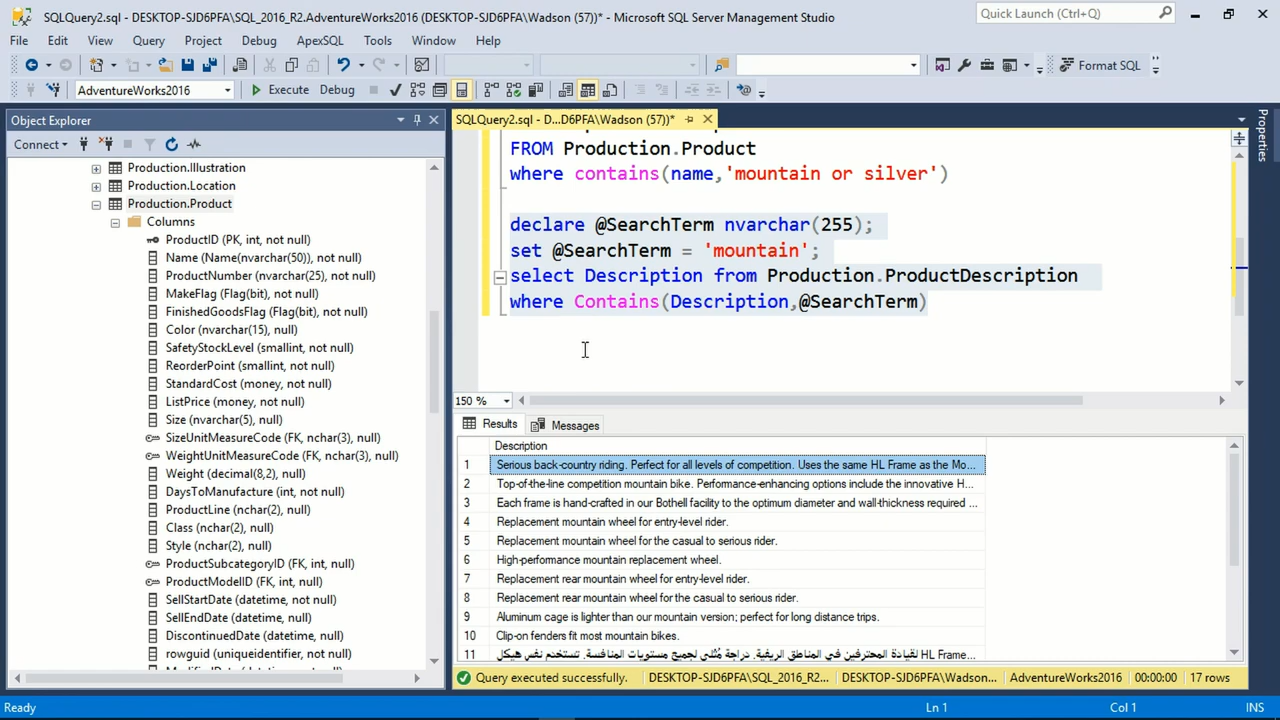 SQLQuery2.sql - DESKTOP-SJD6PFA\SQL_2016_R2.AdventureWorks2016 (DESKTOP-SJD6PFA\Wadson (57))* - Microsoft SQL Server Management Studio
Quick Launch (Ctrl+Q)
File Edit View Query Project Debug ApexSQL Tools Window Help
Format SQL
AdventureWorks2016 Execute Debug
Object Explorer
Connect
Production.Illustration
Production.Location
Production.Product
Columns
ProductID (PK, int, not null)
Name (Name(nvarchar(50)), not null)
ProductNumber (nvarchar(25), not null)
MakeFlag (Flag(bit), not null)
FinishedGoodsFlag (Flag(bit), not null)
Color (nvarchar(15), null)
SafetyStockLevel (smallint, not null)
ReorderPoint (smallint, not null)
StandardCost (money, not null)
ListPrice (money, not null)
Size (nvarchar(5), null)
SizeUnitMeasureCode (FK, nchar(3), null)
WeightUnitMeasureCode (FK, nchar(3), null)
Weight (decimal(8,2), null)
DaysToManufacture (int, not null)
ProductLine (nchar(2), null)
Class (nchar(2), null)
Style (nchar(2), null)
ProductSubcategoryID (FK, int, null)
ProductModelID (FK, int, null)
SellStartDate (datetime, not null)
SellEndDate (datetime, null)
DiscontinuedDate (datetime, null)
rowguid (uniqueidentifier, not null)
SQLQuery2.sql - D...D6PFA\Wadson (57))*
FROM Production.Product
where contains(name,'mountain or silver')
declare @SearchTerm nvarchar(255);
set @SearchTerm = 'mountain';
select Description from Production.ProductDescription
where Contains(Description,@SearchTerm)
150 %
Results Messages
Description
1 Serious back-country riding. Perfect for all levels of competition. Uses the same HL Frame as the Mo...
2 Top-of-the-line competition mountain bike. Performance-enhancing options include the innovative H...
3 Each frame is hand-crafted in our Bothell facility to the optimum diameter and wall-thickness required ...
4 Replacement mountain wheel for entry-level rider.
5 Replacement mountain wheel for the casual to serious rider.
6 High-performance mountain replacement wheel.
7 Replacement rear mountain wheel for entry-level rider.
8 Replacement rear mountain wheel for the casual to serious rider.
9 Aluminum cage is lighter than our mountain version; perfect for long distance trips.
10 Clip-on fenders fit most mountain bikes.
11 لقيادة المحترفين في المناطق الريفية. دراجة مُثلى لجميع مستويات المنافسة. تستخدم نفس هيكل HL Frame...
Query executed successfully. DESKTOP-SJD6PFA\SQL_2016_R2... DESKTOP-SJD6PFA\Wadson... AdventureWorks2016 00:00:00 17 rows
Properties
Ready Ln 1 Col 1 INS